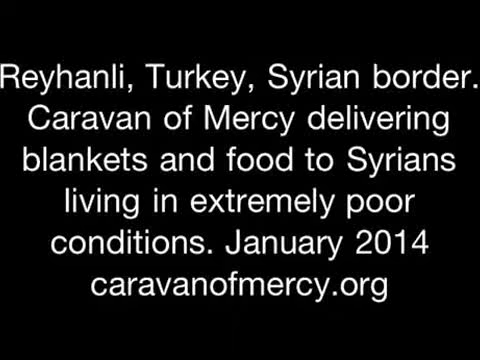 Reyhanli, Turkey, Syrian border.
Caravan of Mercy delivering
blankets and food to Syrians
living in extremely poor
conditions. January 2014
caravanofmercy.org